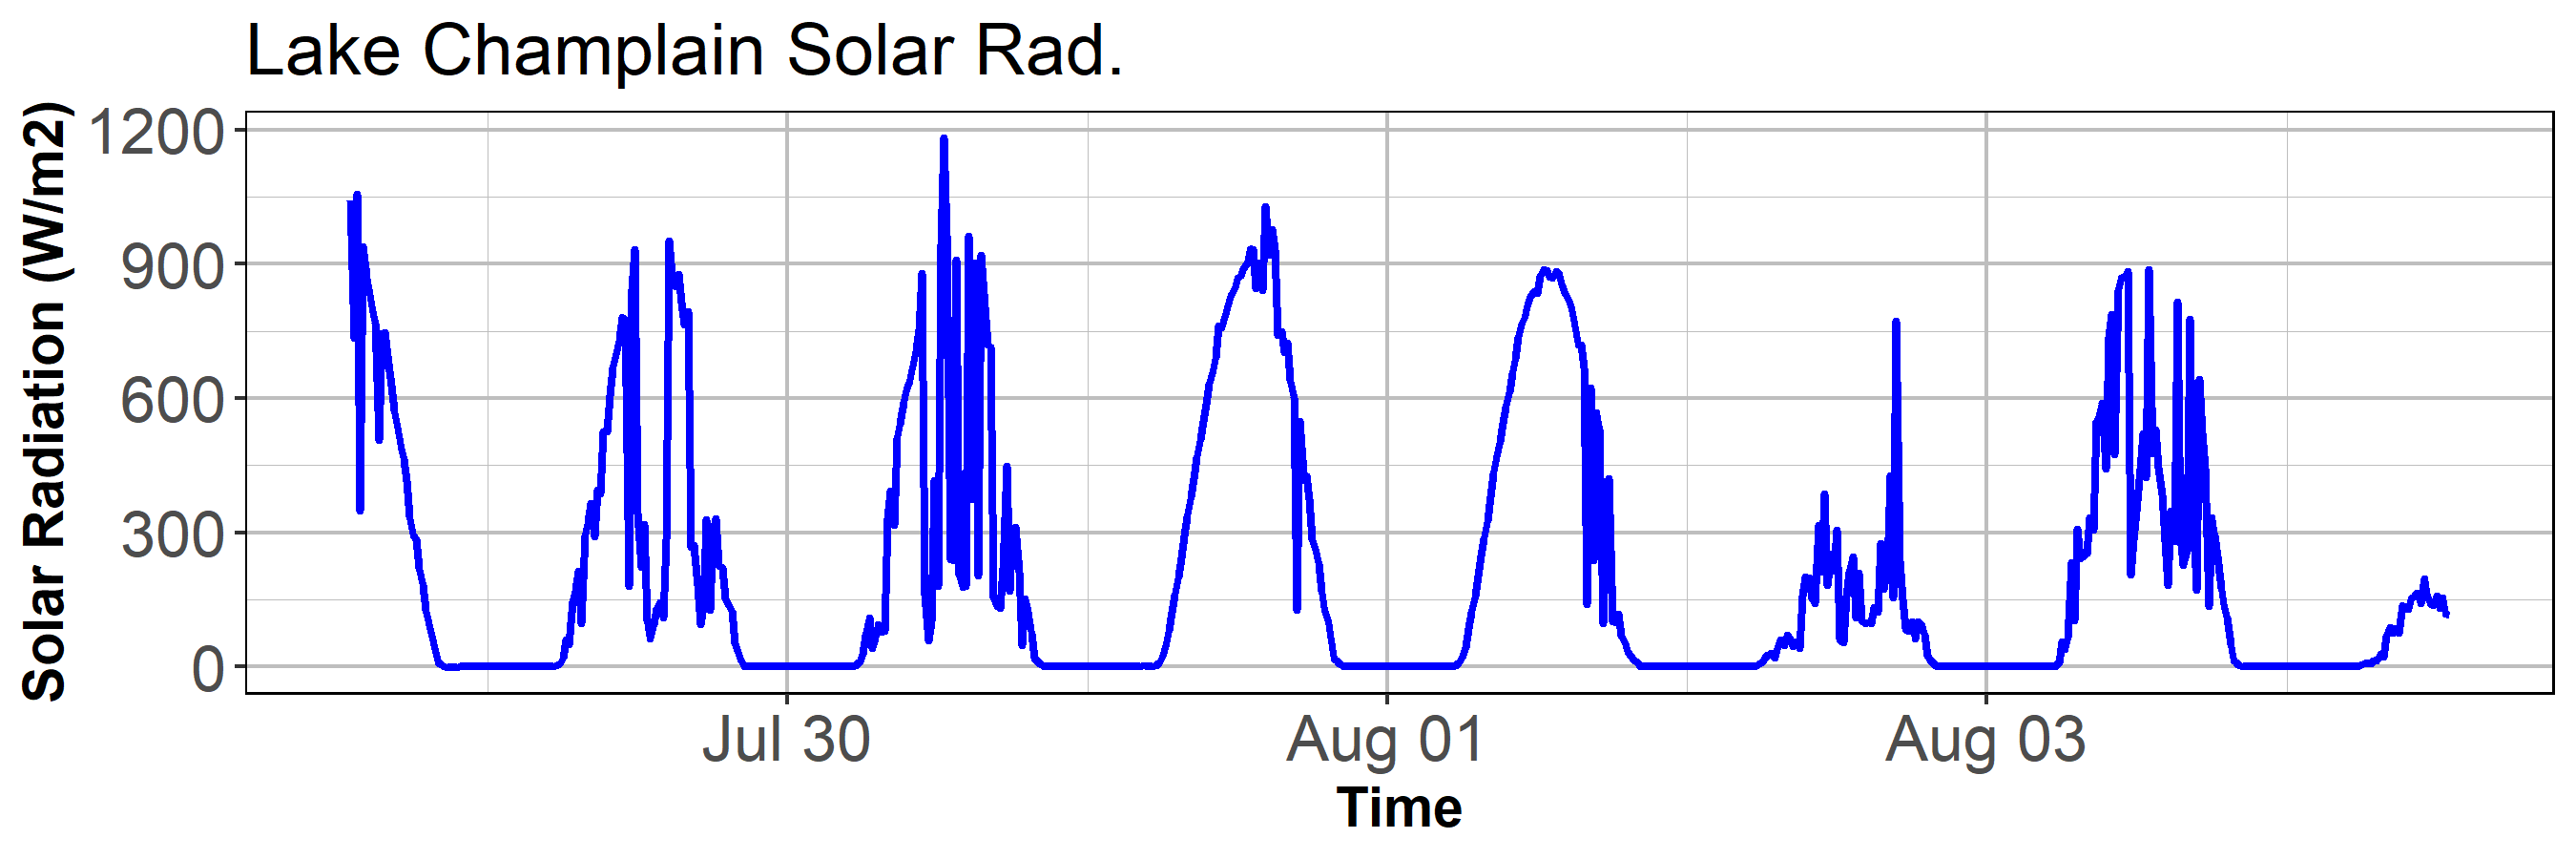 Lake Champlain Solar Rad.
Solar Radiation (W/m2)
1200
900
600
300
0
Jul 30 Aug 01 Aug 03
Time